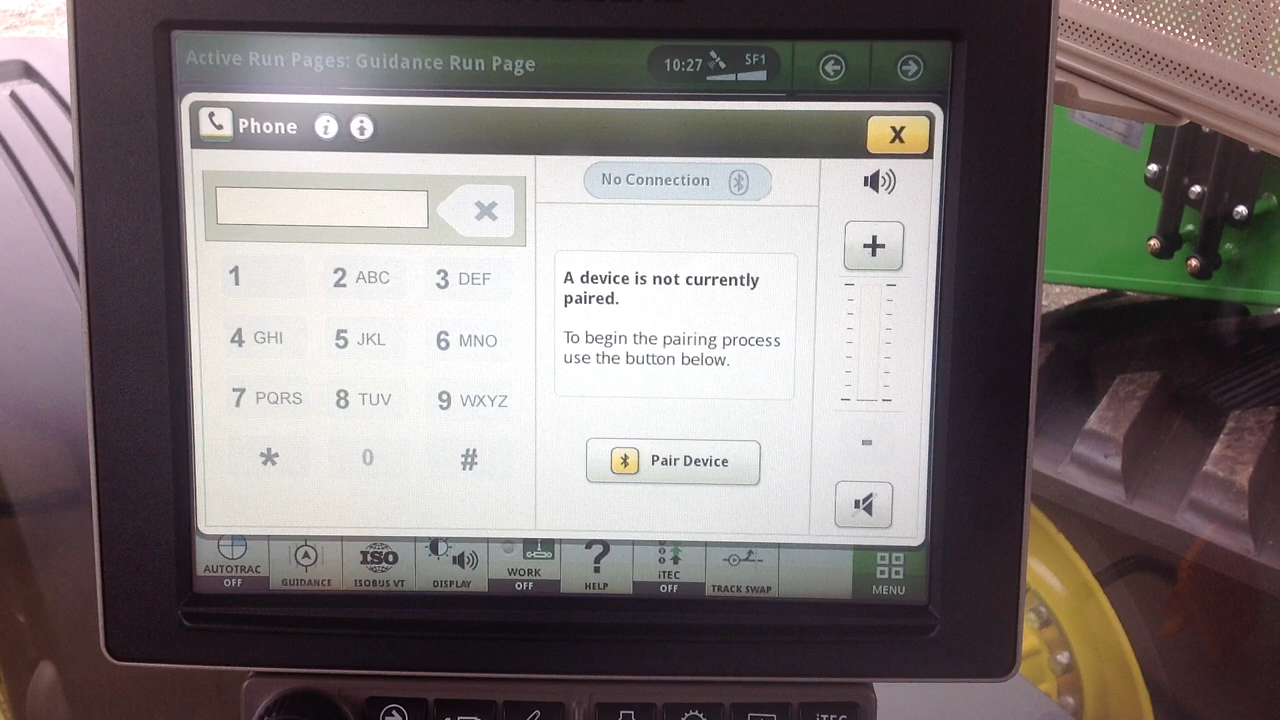 Active Run Pages: Guidance Run Page
10:27
SF1
Phone
i
X
No Connection
1
2 ABC
3 DEF
4 GHI
5 JKL
6 MNO
7 PQRS
8 TUV
9 WXYZ
*
0
#
A device is not currently
paired.
To begin the pairing process
use the button below.
Pair Device
+
-
AUTOTRAC
OFF
GUIDANCE
ISO
ISOBUS VT
DISPLAY
WORK
OFF
?
HELP
iTEC
OFF
TRACK SWAP
MENU
iTEC